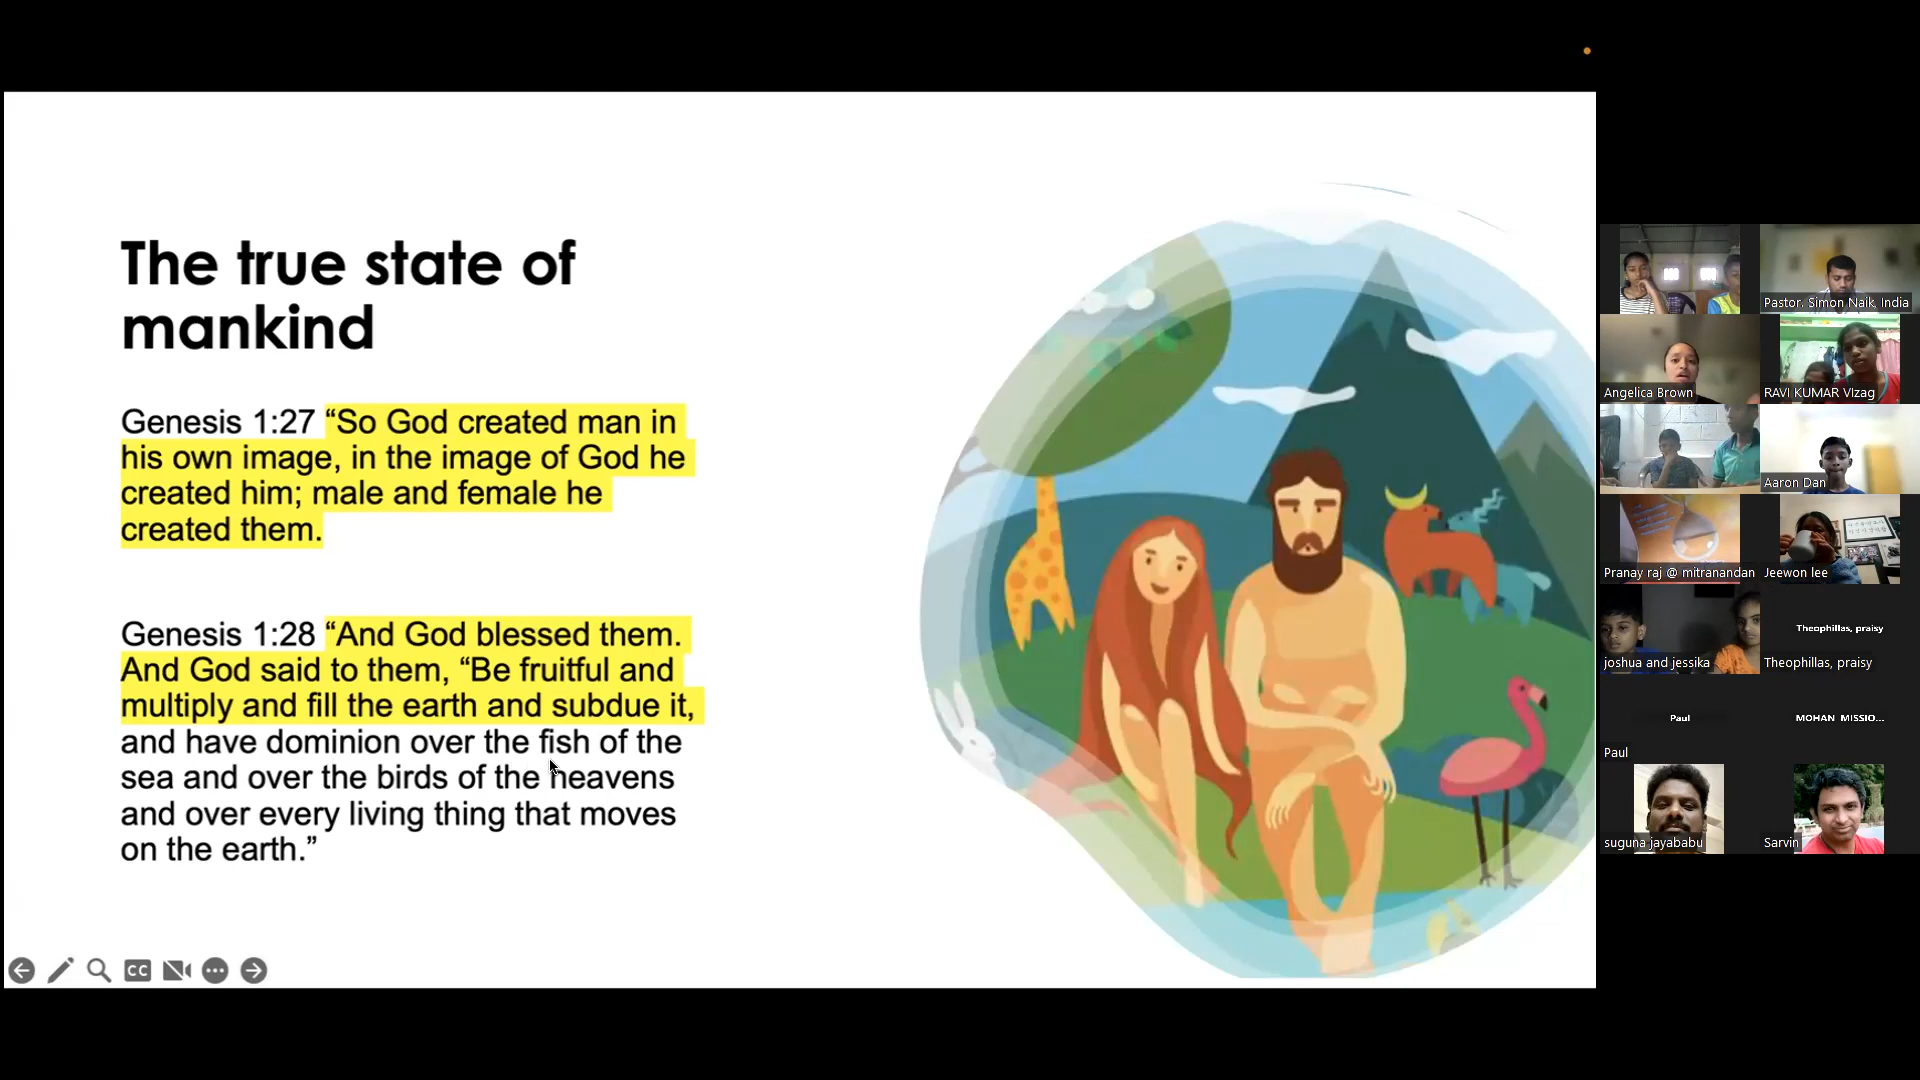 The true state of
mankind
Genesis 1:27 “So God created man in
his own image, in the image of God he
created him; male and female he
created them.
Genesis 1:28 “And God blessed them.
And God said to them, “Be fruitful and
multiply and fill the earth and subdue it,
and have dominion over the fish of the
sea and over the birds of the heavens
and over every living thing that moves
on the earth.”
CC
Pastor. Simon Naik, India
Angelica Brown
RAVI KUMAR VIzag
Aaron Dan
Pranay raj @ mitranandan
Jeewon lee
joshua and jessika
Theophillas, praisy
Theophillas, praisy
Paul
Paul
MOHAN MISSIO...
suguna jayababu
Sarvin